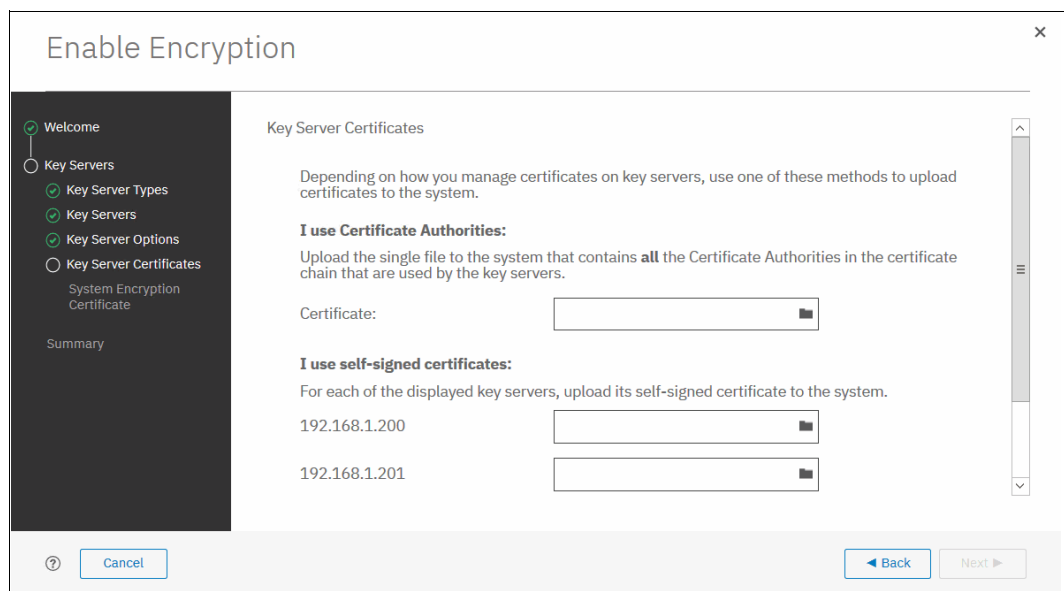 Enable Encryption
Welcome
Key Servers
Key Server Types
Key Servers
Key Server Options
Key Server Certificates
System Encryption
Certificate
Summary
Key Server Certificates
Depending on how you manage certificates on key servers, use one of these methods to upload
certificates to the system.
I use Certificate Authorities:
Upload the single file to the system that contains all the Certificate Authorities in the certificate
chain that are used by the key servers.
Certificate:
I use self-signed certificates:
For each of the displayed key servers, upload its self-signed certificate to the system.
192.168.1.200
192.168.1.201
Cancel
Back
Next